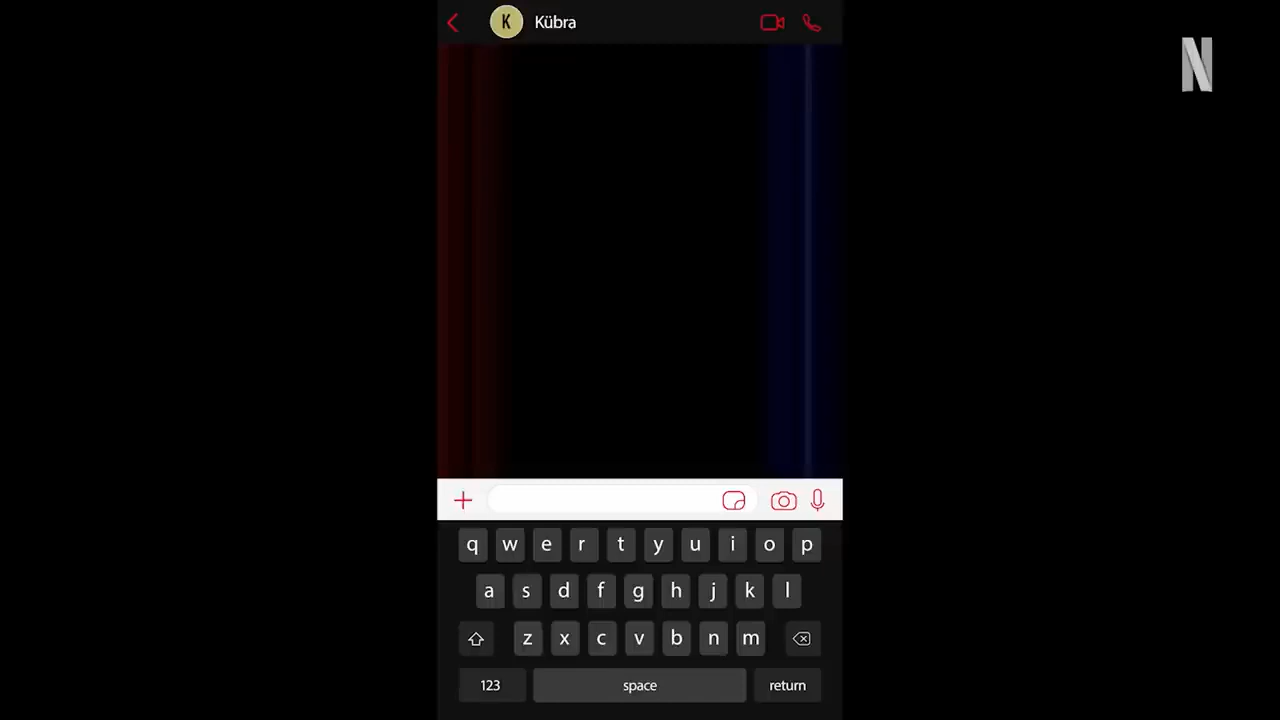 K Kübra
N
q w e r t y u i o p
a s d f g h j k l
z x c v b n m
123 space return